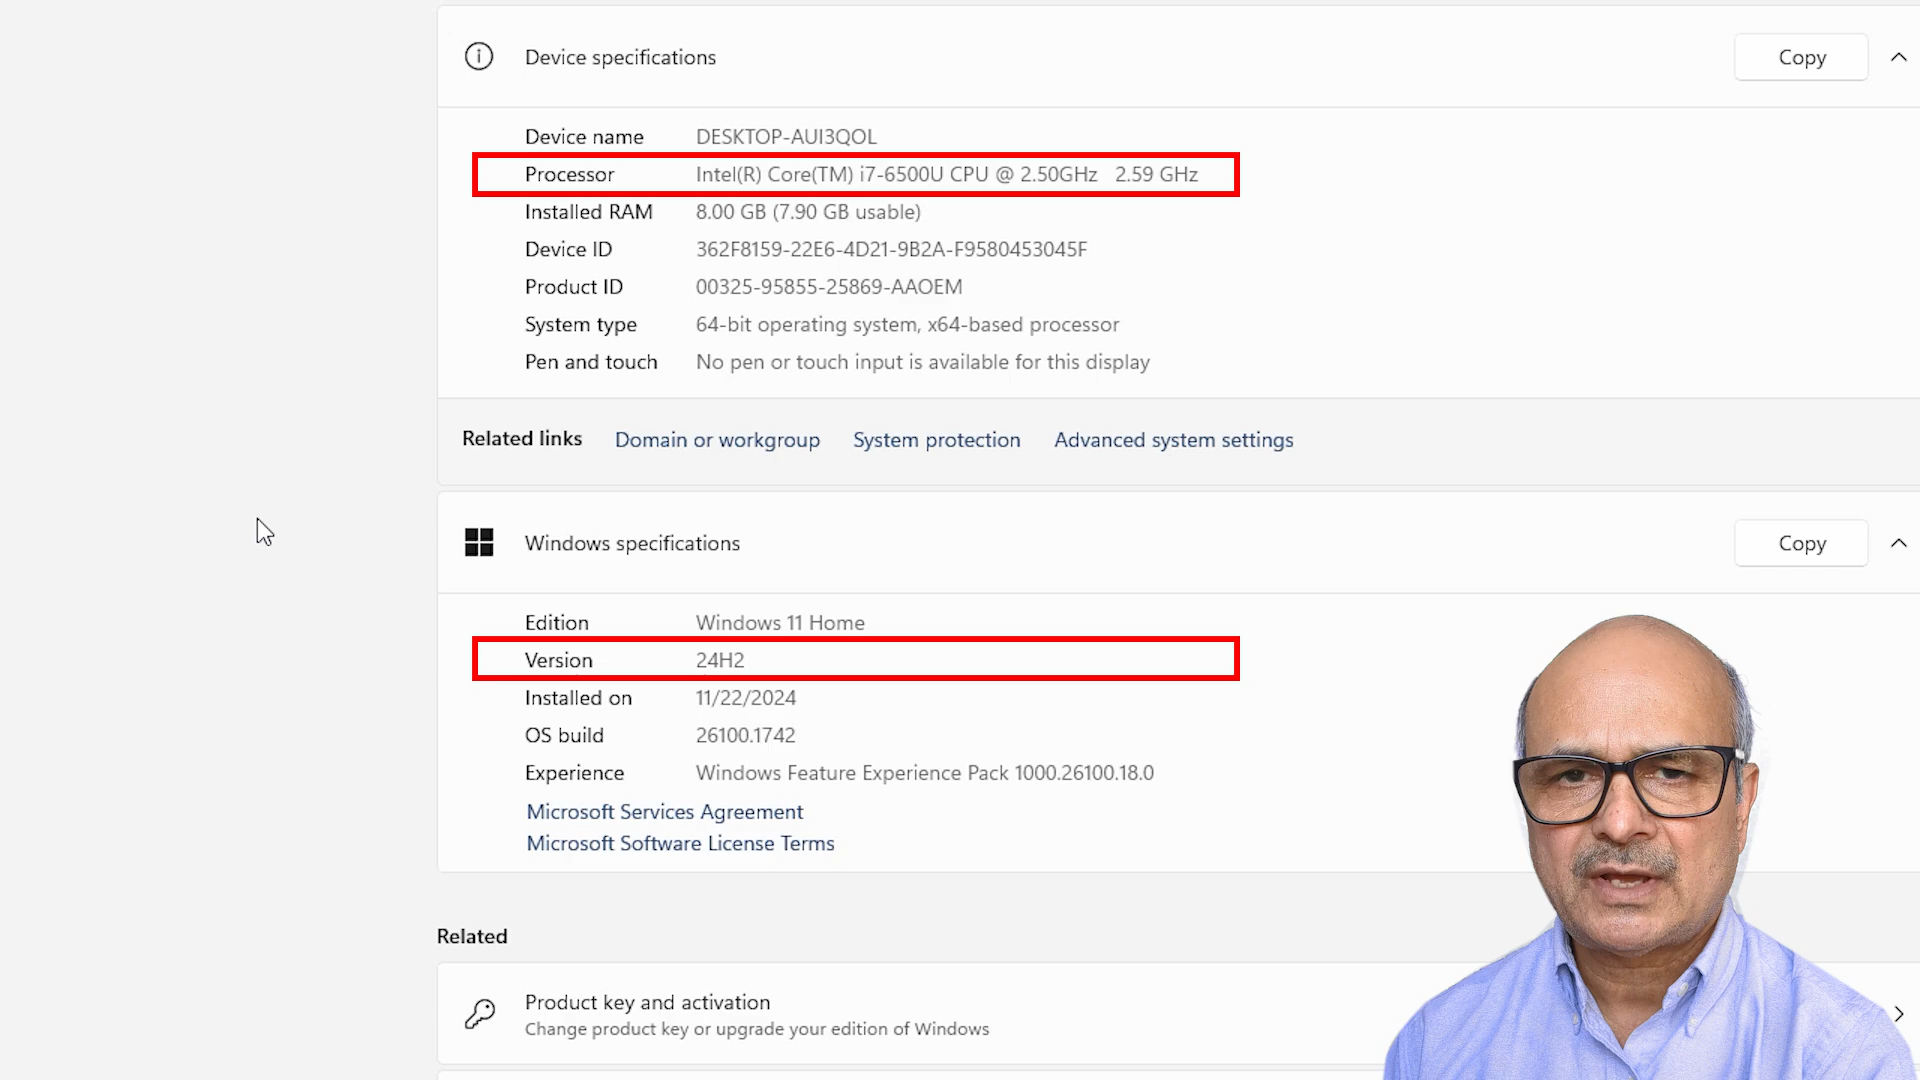 Device specifications
Copy
Device name DESKTOP-AUI3QOL
Processor Intel(R) Core(TM) i7-6500U CPU @ 2.50GHz 2.59 GHz
Installed RAM 8.00 GB (7.90 GB usable)
Device ID 362F8159-22E6-4D21-9B2A-F9580453045F
Product ID 00325-95855-25869-AAOEM
System type 64-bit operating system, x64-based processor
Pen and touch No pen or touch input is available for this display
Related links Domain or workgroup System protection Advanced system settings
Windows specifications
Copy
Edition Windows 11 Home
Version 24H2
Installed on 11/22/2024
OS build 26100.1742
Experience Windows Feature Experience Pack 1000.26100.18.0
Microsoft Services Agreement
Microsoft Software License Terms
Related
Product key and activation
Change product key or upgrade your edition of Windows